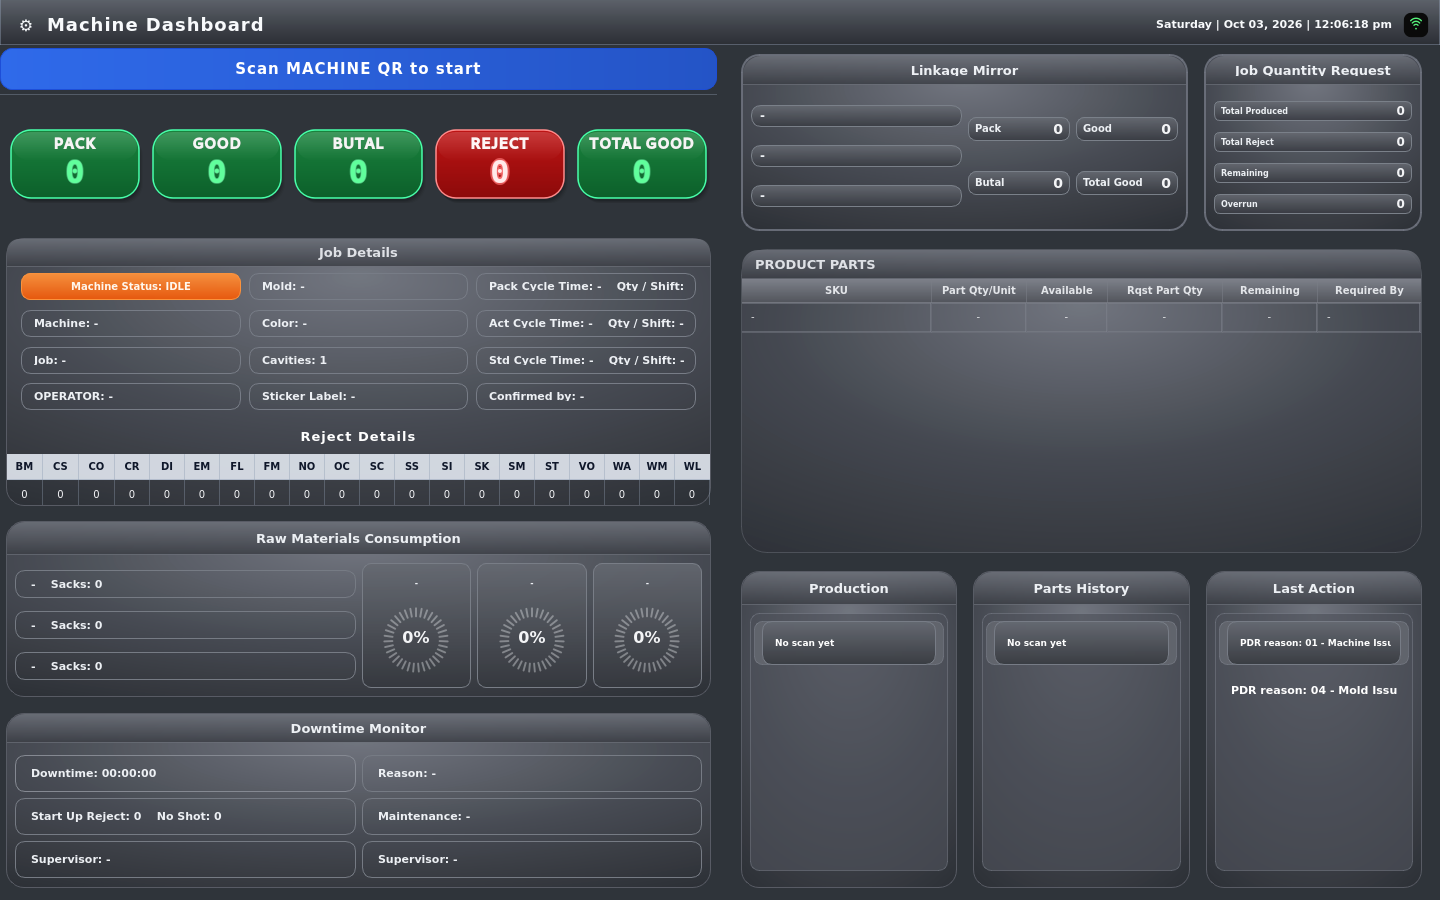 Machine Dashboard
Saturday | Oct 03, 2026 | 12:06:18 pm
Scan MACHINE QR to start
PACK GOOD BUTAL REJECT TOTAL GOOD
0 0 0 0 0
Job Details
Machine Status: IDLE Mold: - Pack Cycle Time: - Qty / Shift:
Machine: - Color: - Act Cycle Time: - Qty / Shift: -
Job: - Cavities: 1 Std Cycle Time: - Qty / Shift: -
OPERATOR: - Sticker Label: - Confirmed by: -
Reject Details
BM CS CO CR DI EM FL FM NO OC SC SS SI SK SM ST VO WA WM WL
0 0 0 0 0 0 0 0 0 0 0 0 0 0 0 0 0 0 0 0
Raw Materials Consumption
- Sacks: 0
- Sacks: 0
- Sacks: 0
- - -
0% 0% 0%
Downtime Monitor
Downtime: 00:00:00 Reason: -
Start Up Reject: 0 No Shot: 0 Maintenance: -
Supervisor: - Supervisor: -
Linkage Mirror
-
-
-
Pack 0 Good 0
Butal 0 Total Good 0
Job Quantity Request
Total Produced 0
Total Reject 0
Remaining 0
Overrun 0
PRODUCT PARTS
SKU Part Qty/Unit Available Rqst Part Qty Remaining Required By
- - - - - -
Production
No scan yet
Parts History
No scan yet
Last Action
PDR reason: 01 - Machine Issu
PDR reason: 04 - Mold Issu